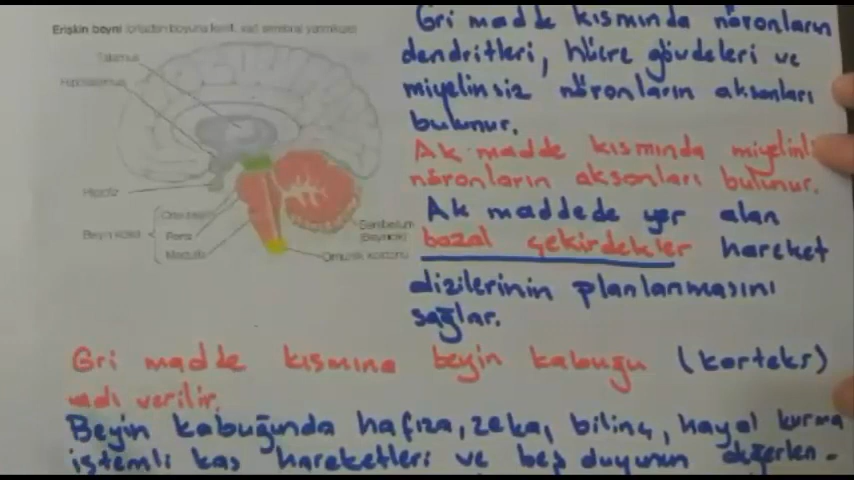 Erişkin beyni
Talamus
Hipotalamus
Hipofiz
Beyin kökü
Orta beyin
Pons
Medulla
Serebellum
(Beyincik)
Omurilik kordonu
Gri madde kısmında nöronların
dendritleri, hücre gövdeleri ve
miyelinsiz nöronların aksonları
bulunur.
Ak madde kısmında miyelinli
nöronların aksonları bulunur.
Ak maddede yer alan
bazal çekirdekler hareket
dizilerinin planlanmasını
sağlar.
Gri madde kısmına beyin kabuğu (korteks)
adı verilir.
Beyin kabuğunda hafıza, zeka, bilinç, hayal kurma
istemli kas hareketleri ve beş duyunun değerlen-